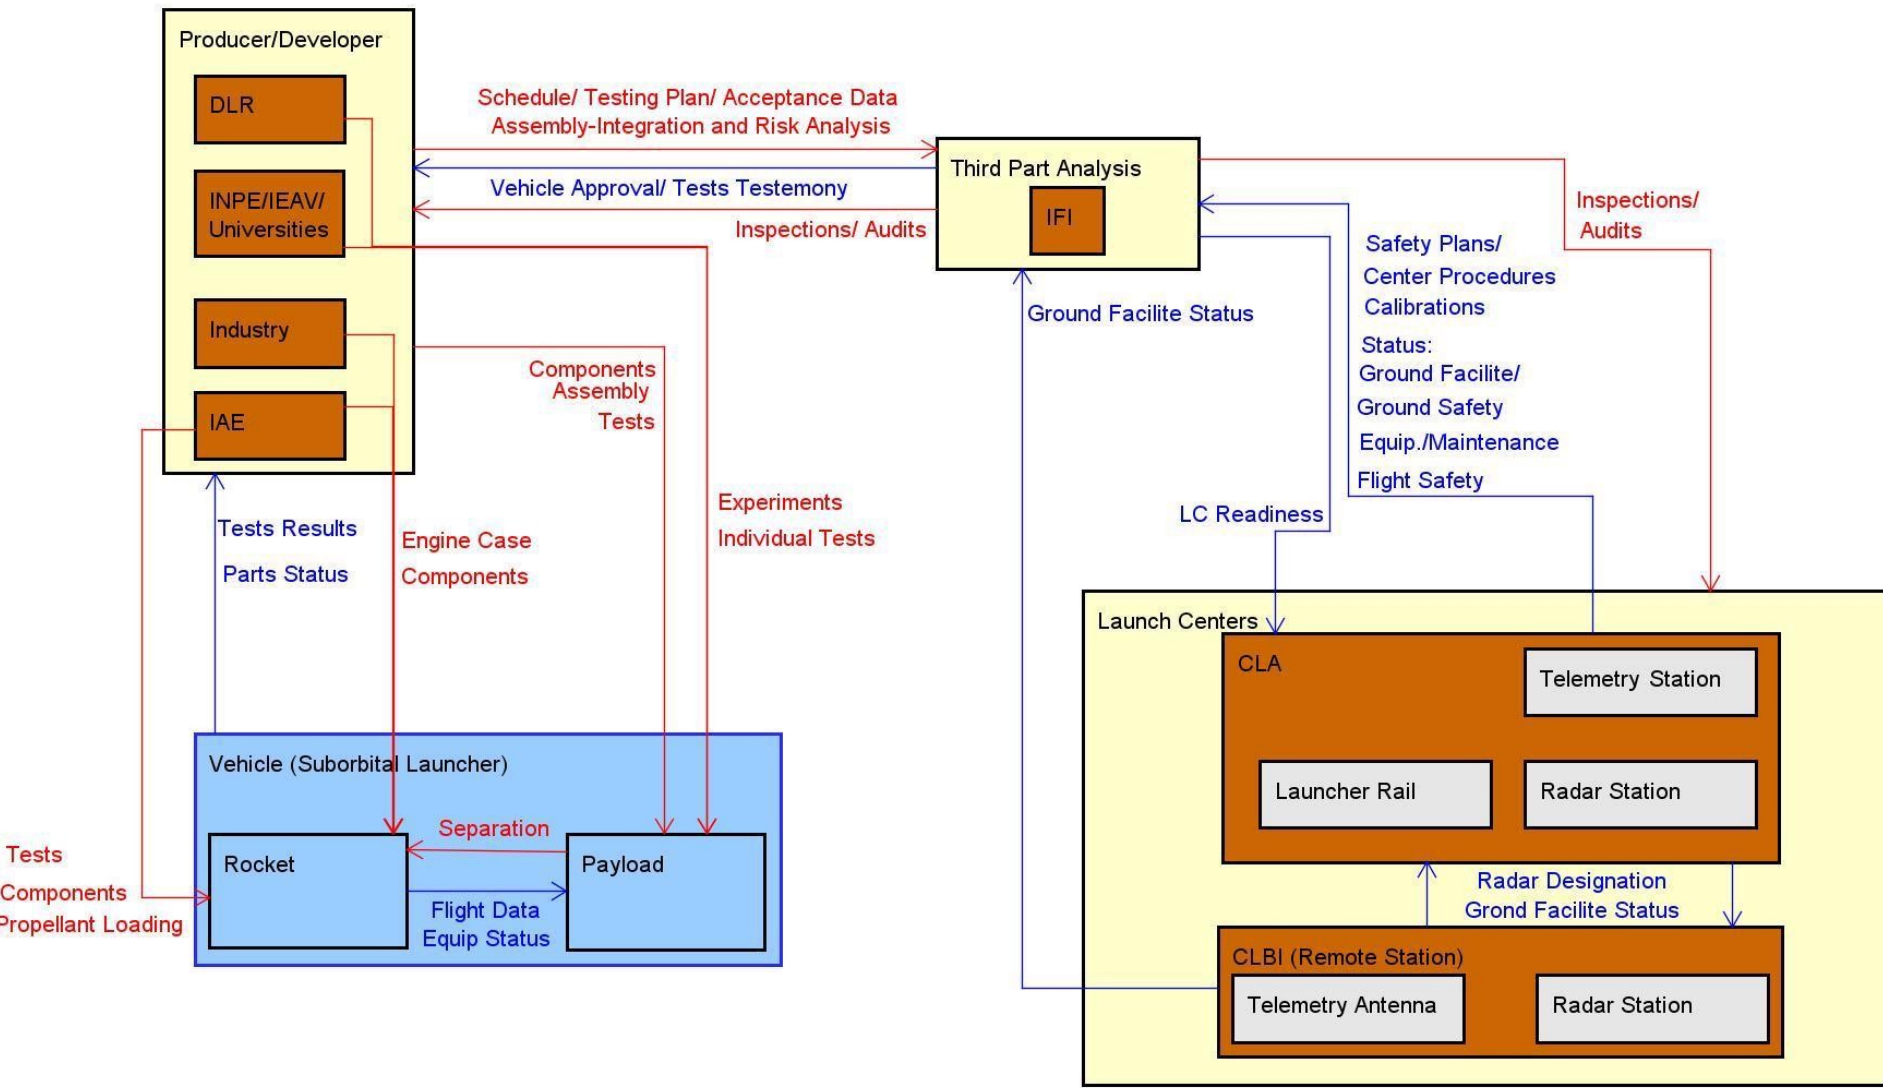 Producer/Developer
DLR
INPE/IEAV/
Universities
Industry
IAE
Schedule/ Testing Plan/ Acceptance Data
Assembly-Integration and Risk Analysis
Vehicle Approval/ Tests Testemony
Inspections/ Audits
Third Part Analysis
IFI
Inspections/
Audits
Safety Plans/
Center Procedures
Calibrations
Status:
Ground Facilite/
Ground Safety
Equip./Maintenance
Flight Safety
Ground Facilite Status
LC Readiness
Components
Assembly
Tests
Experiments
Individual Tests
Tests Results
Parts Status
Engine Case
Components
Vehicle (Suborbital Launcher)
Rocket
Separation
Payload
Flight Data
Equip Status
Tests
Components
Propellant Loading
Launch Centers
CLA
Telemetry Station
Launcher Rail
Radar Station
Radar Designation
Grond Facilite Status
CLBI (Remote Station)
Telemetry Antenna
Radar Station